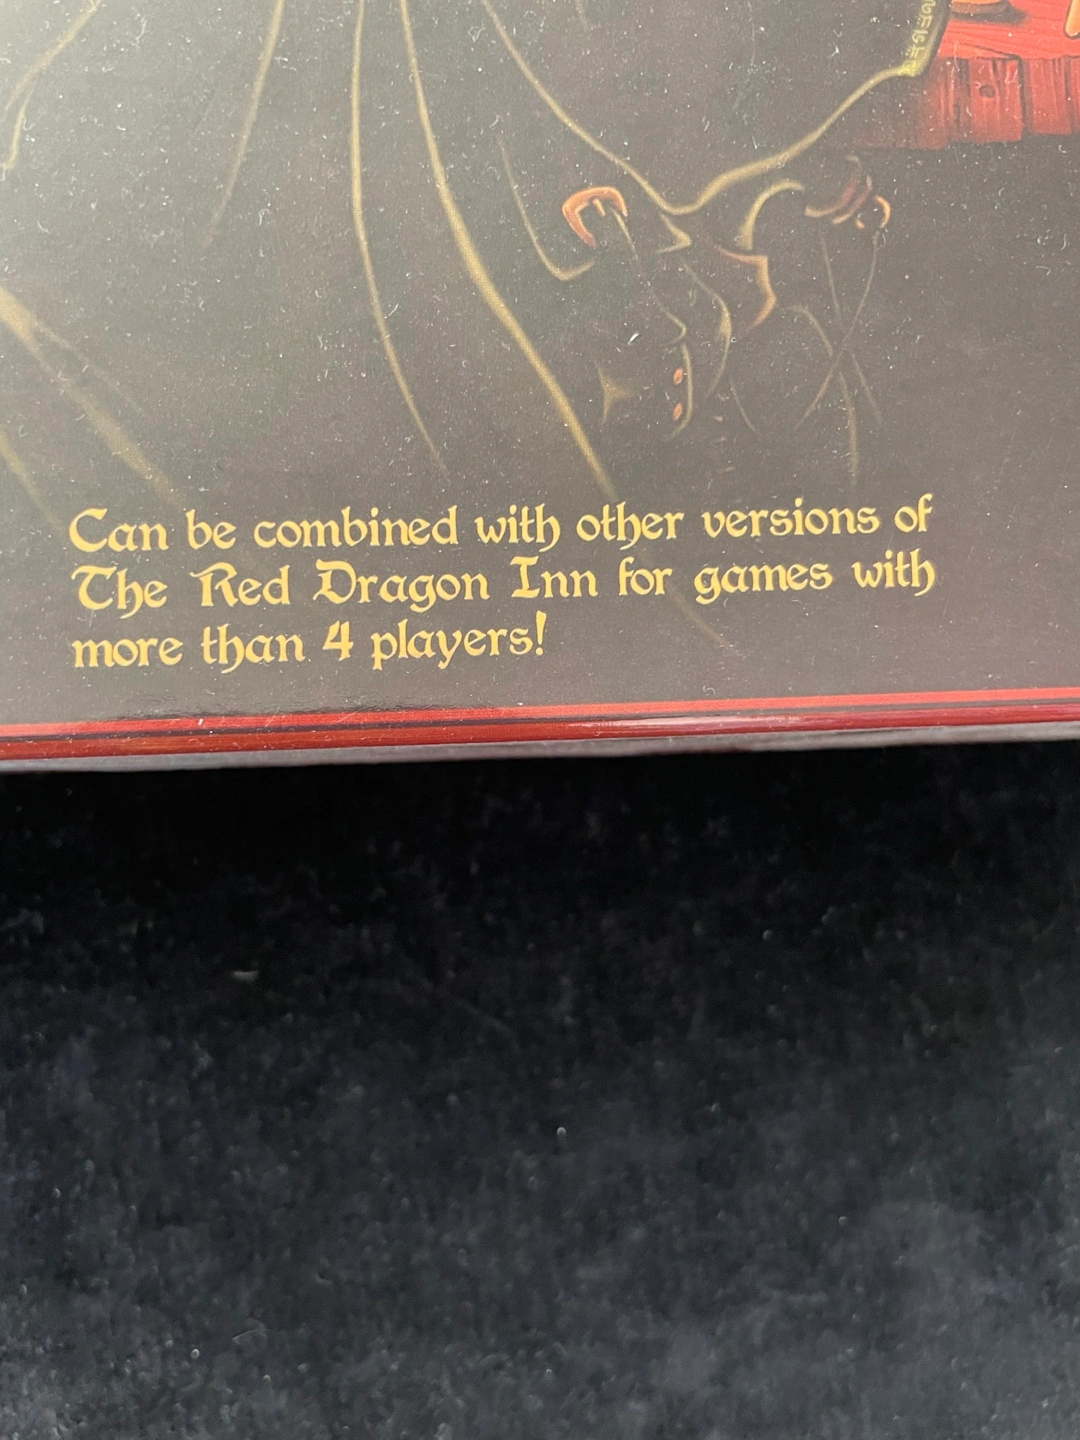 Can be combined with other versions of
The Red Dragon Inn for games with
more than 4 players!